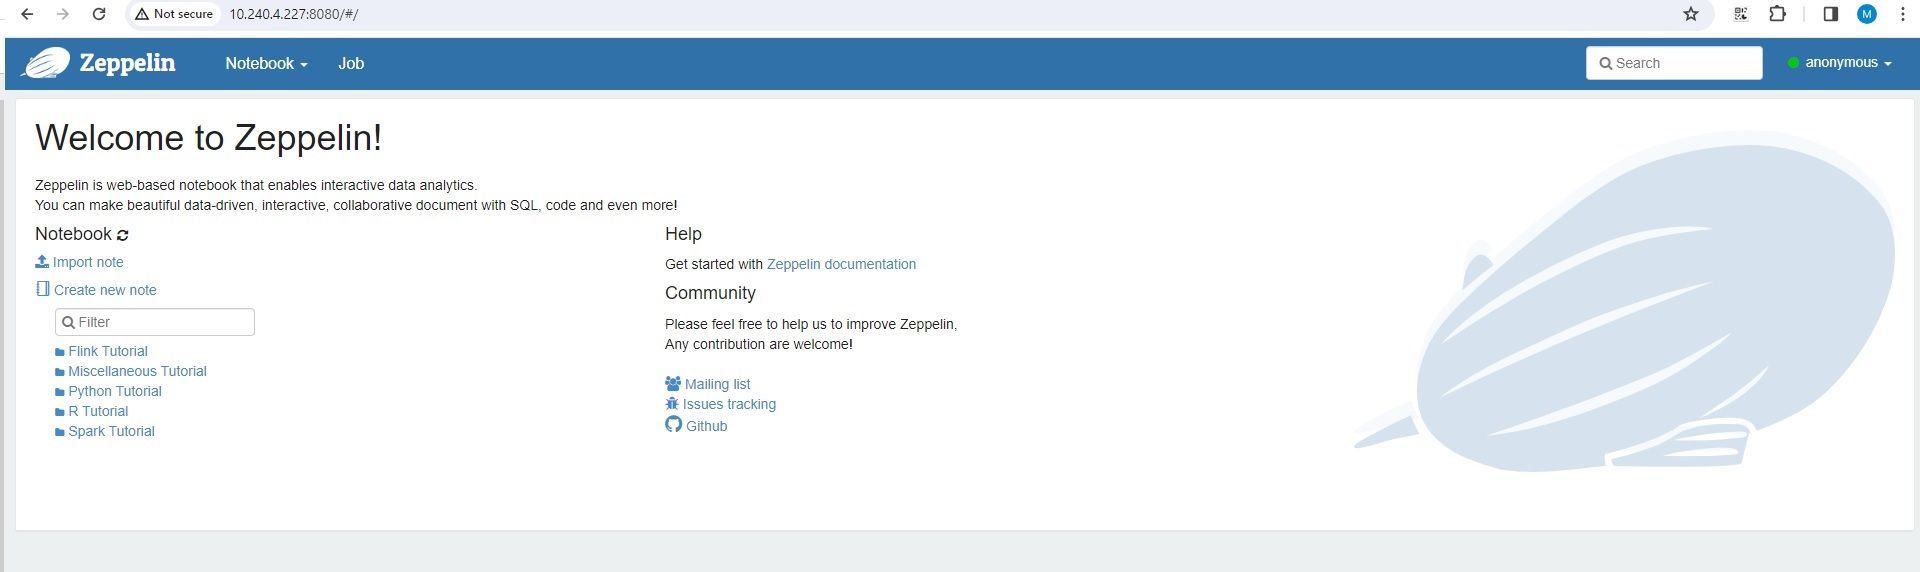 Not secure 10.240.4.227:8080/#/ M
Zeppelin Notebook Job Search anonymous
Welcome to Zeppelin!
Zeppelin is web-based notebook that enables interactive data analytics.
You can make beautiful data-driven, interactive, collaborative document with SQL, code and even more!
Notebook
Import note
Create new note
Filter
Flink Tutorial
Miscellaneous Tutorial
Python Tutorial
R Tutorial
Spark Tutorial
Help
Get started with Zeppelin documentation
Community
Please feel free to help us to improve Zeppelin,
Any contribution are welcome!
Mailing list
Issues tracking
Github